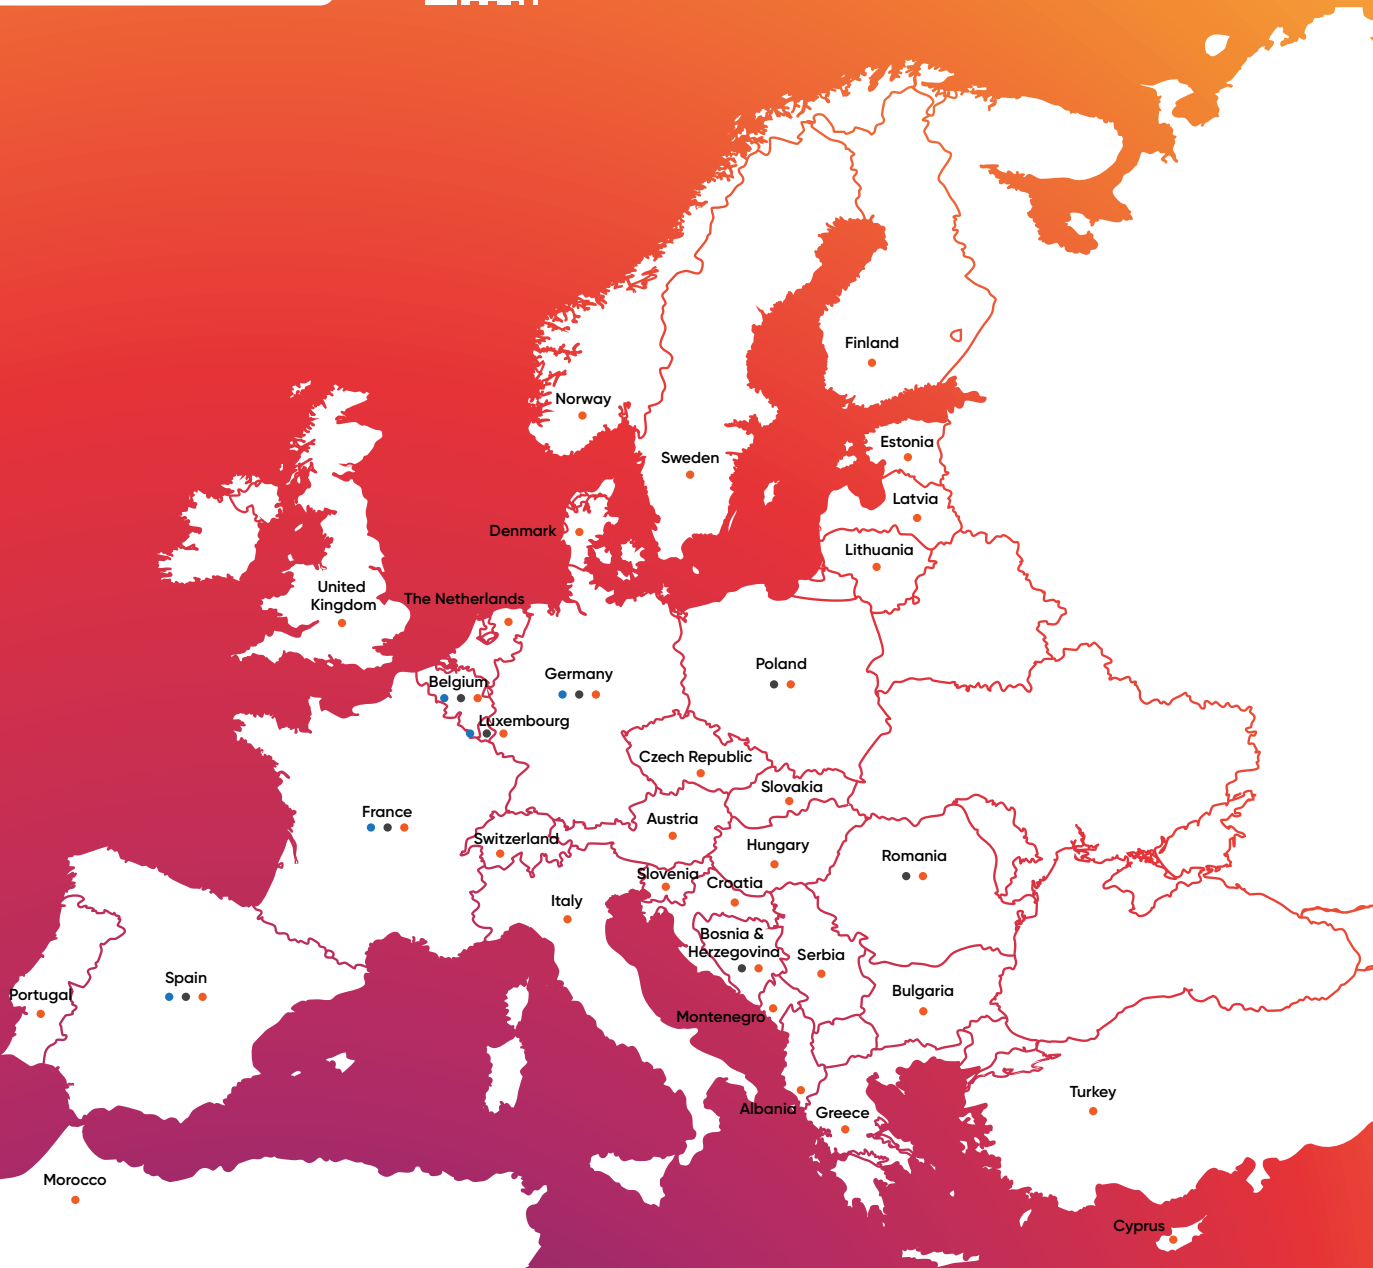 Finland
Norway
Estonia
Sweden
Latvia
Denmark
Lithuania
United
Kingdom
The Netherlands
Poland
Germany
Belgium
Luxembourg
Czech Republic
Slovakia
France
Austria
Switzerland
Hungary
Romania
Slovenia
Croatia
Italy
Bosnia &
Herzegovina
Serbia
Spain
Bulgaria
Portugal
Montenegro
Turkey
Albania
Greece
Morocco
Cyprus